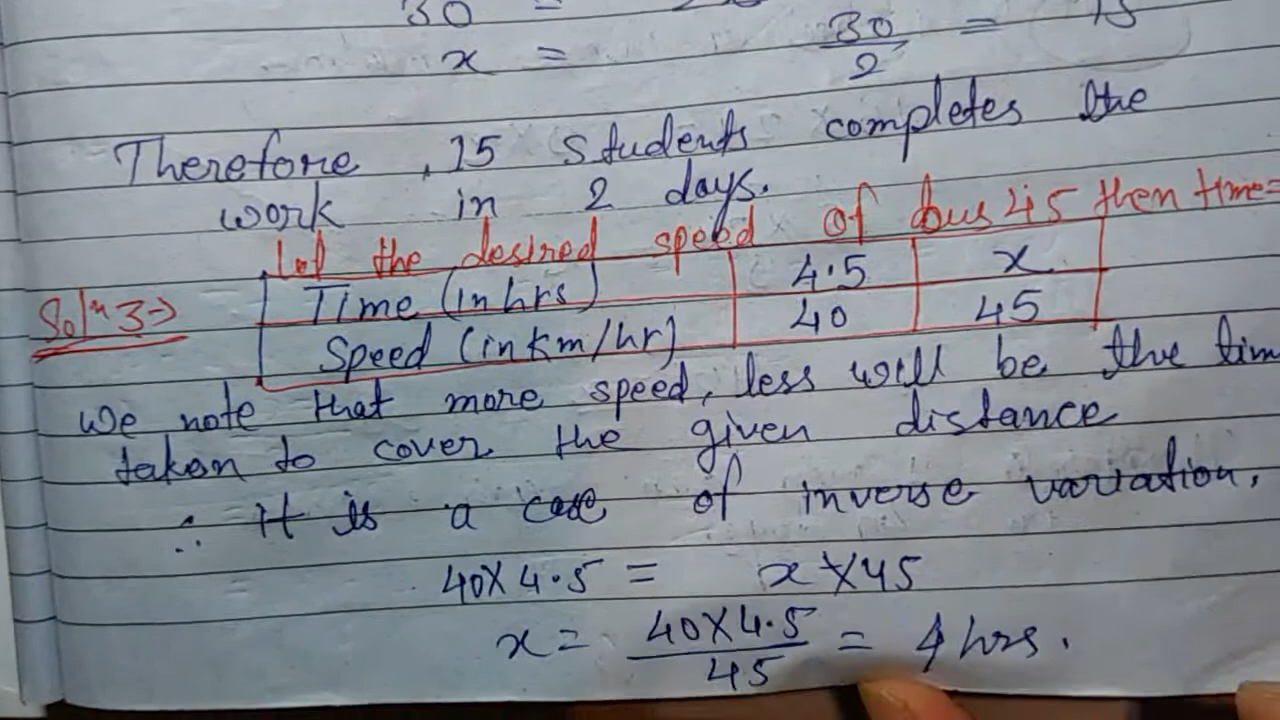 30 =
x = 30/2 = 15
Therefore, 15 students completes the
work in 2 days.
Let the desired speed of bus 45 then time=
Solⁿ 3→
Time (in hrs) 4.5 x
Speed (in km/hr) 40 45
We note that more speed, less will be the tim
taken to cover the given distance
∴ It is a case of inverse variation.
40×4.5 = x×45
x = 40×4.5/45 = 4 hrs.